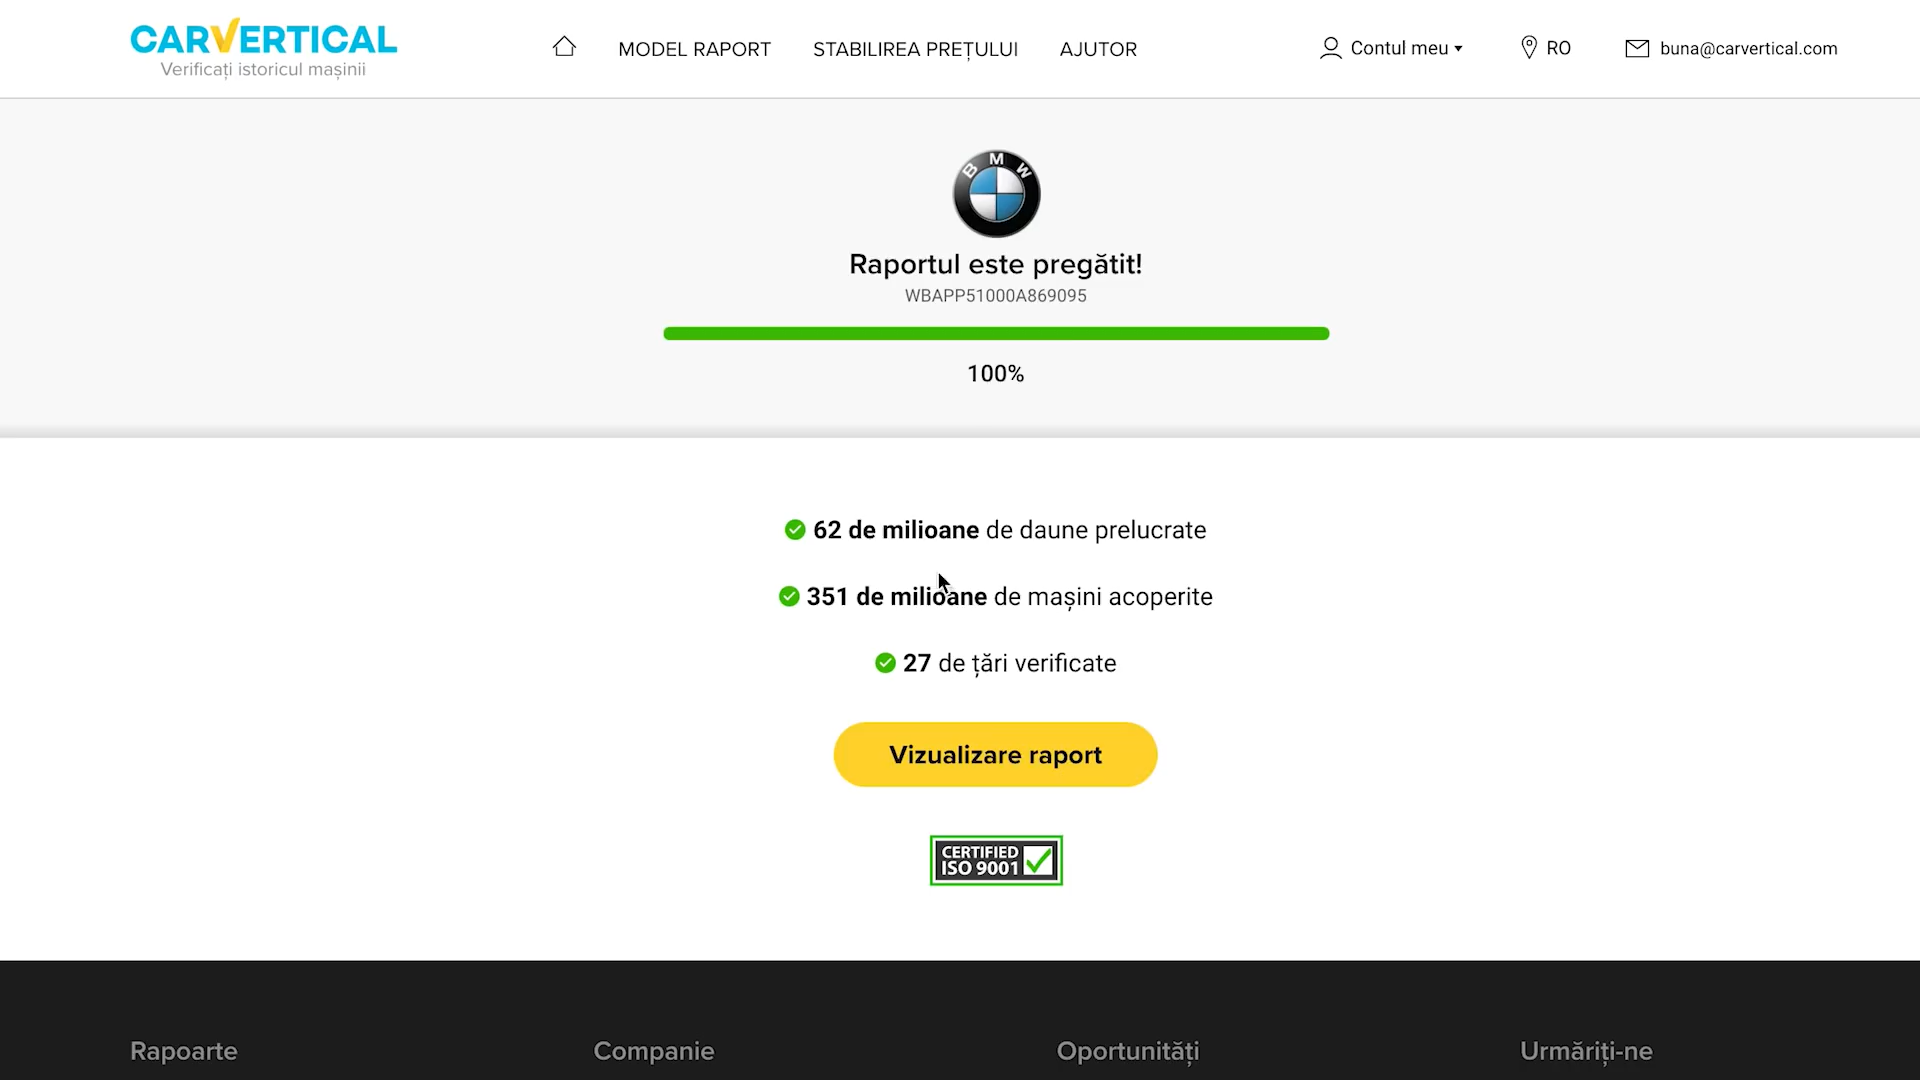 CARVERTICAL
Verificați istoricul mașinii
MODEL RAPORT
STABILIREA PREȚULUI
AJUTOR
Contul meu
RO
buna@carvertical.com
BMW
Raportul este pregătit!
WBAPP51000A869095
100%
62 de milioane de daune prelucrate
351 de milioane de mașini acoperite
27 de țări verificate
Vizualizare raport
CERTIFIED
ISO 9001
Rapoarte
Companie
Oportunități
Urmăriți-ne